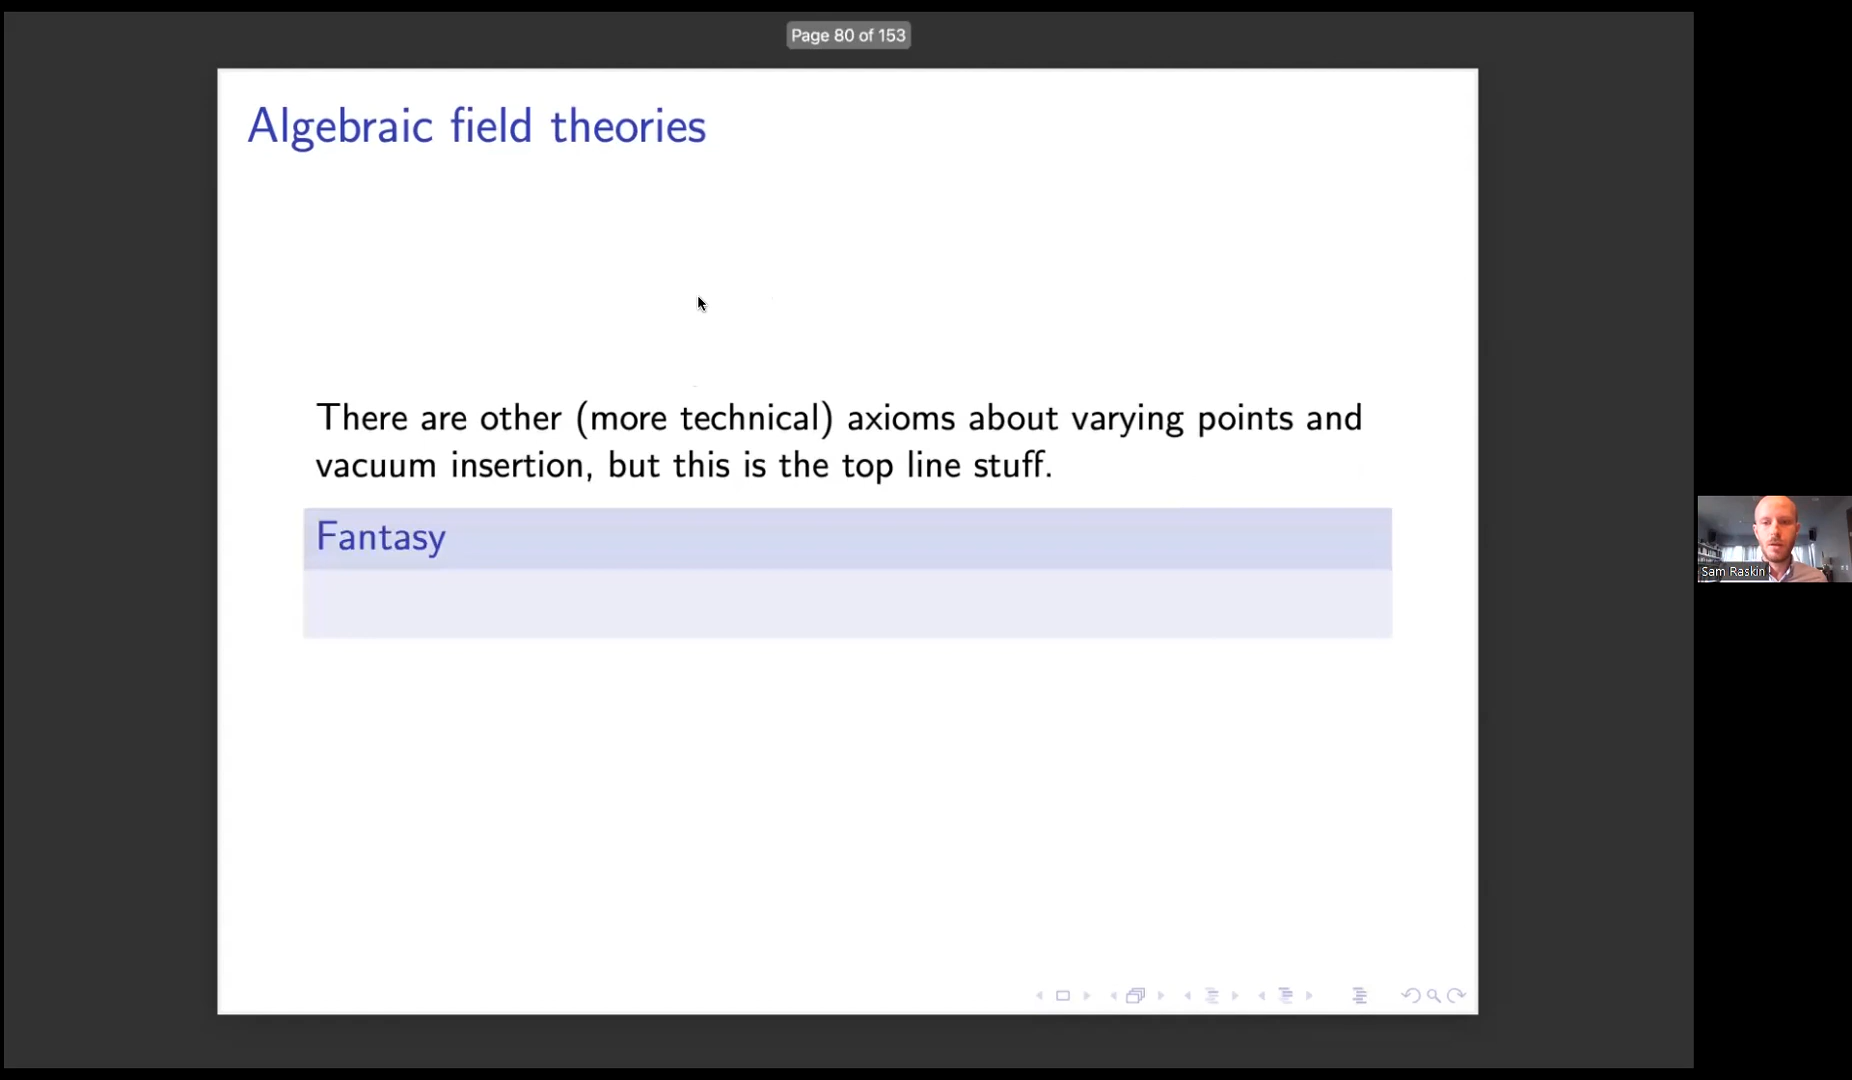 Page 80 of 153
Algebraic field theories
There are other (more technical) axioms about varying points and
vacuum insertion, but this is the top line stuff.
Fantasy
Sam Raskin